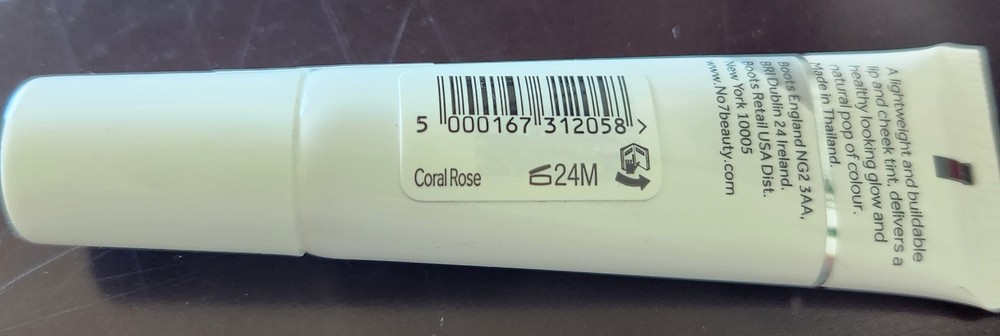 5 000167 312058 >
Coral Rose
24M
A lightweight and buildable
lip and cheek tint, delivers a
healthy looking glow and
natural pop of colour.
Made in Thailand.
Boots England NG2 3AA,
BRI Dublin 24 Ireland.
Boots Retail USA Dist.
New York 10005
www.No7beauty.com